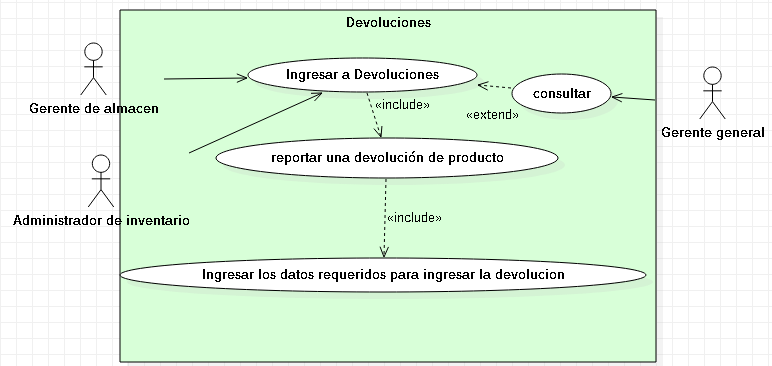 Devoluciones
Ingresar a Devoluciones
consultar
Gerente de almacen
«include»
«extend»
Gerente general
reportar una devolución de producto
Administrador de inventario
«include»
Ingresar los datos requeridos para ingresar la devolucion